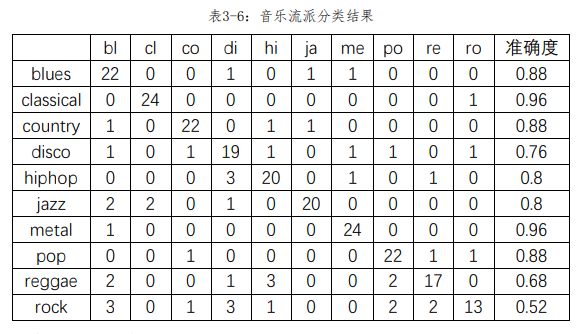 表3-6：音乐流派分类结果
bl cl co di hi ja me po re ro 准确度
blues 22 0 0 1 0 1 1 0 0 0 0.88
classical 0 24 0 0 0 0 0 0 0 1 0.96
country 1 0 22 0 1 1 0 0 0 0 0.88
disco 1 0 1 19 1 0 1 1 0 1 0.76
hiphop 0 0 0 3 20 0 1 0 1 0 0.8
jazz 2 2 0 1 0 20 0 0 0 0 0.8
metal 1 0 0 0 0 0 24 0 0 0 0.96
pop 0 0 1 0 0 0 0 22 1 1 0.88
reggae 2 0 0 1 3 0 0 2 17 0 0.68
rock 3 0 1 3 1 0 0 2 2 13 0.52